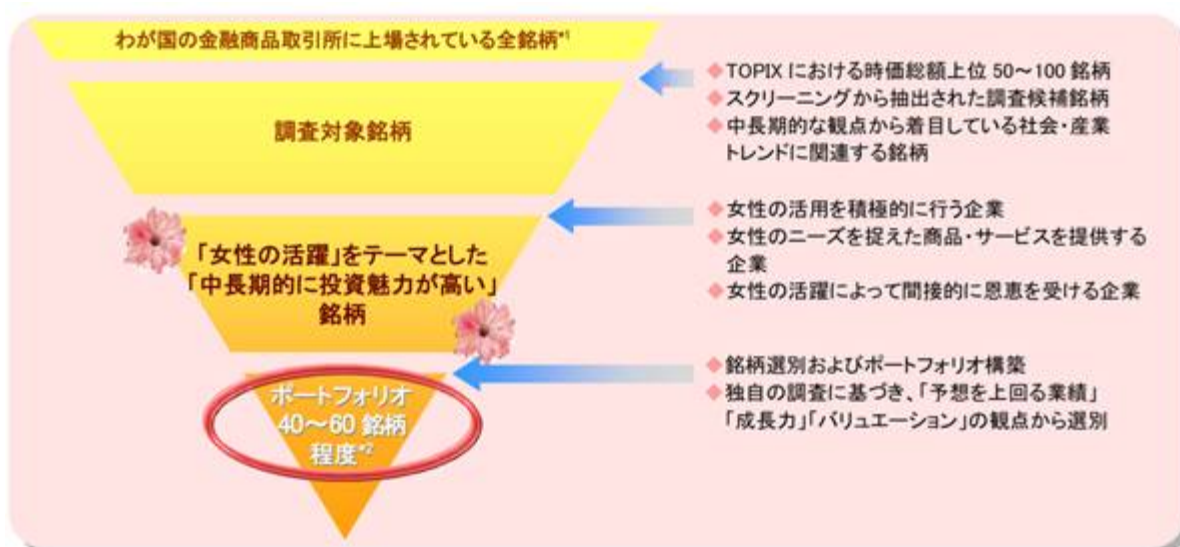 わが国の金融商品取引所に上場されている全銘柄*1
◆TOPIX における時価総額上位 50～100 銘柄
◆スクリーニングから抽出された調査候補銘柄
◆中長期的な観点から着目している社会・産業
トレンドに関連する銘柄
調査対象銘柄
◆女性の活用を積極的に行う企業
◆女性のニーズを捉えた商品・サービスを提供する
企業
◆女性の活躍によって間接的に恩恵を受ける企業
「女性の活躍」をテーマとした
「中長期的に投資魅力が高い」
銘柄
◆銘柄選別およびポートフォリオ構築
◆独自の調査に基づき、「予想を上回る業績」
「成長力」「バリュエーション」の観点から選別
ポートフォリオ
40～60 銘柄
程度*2